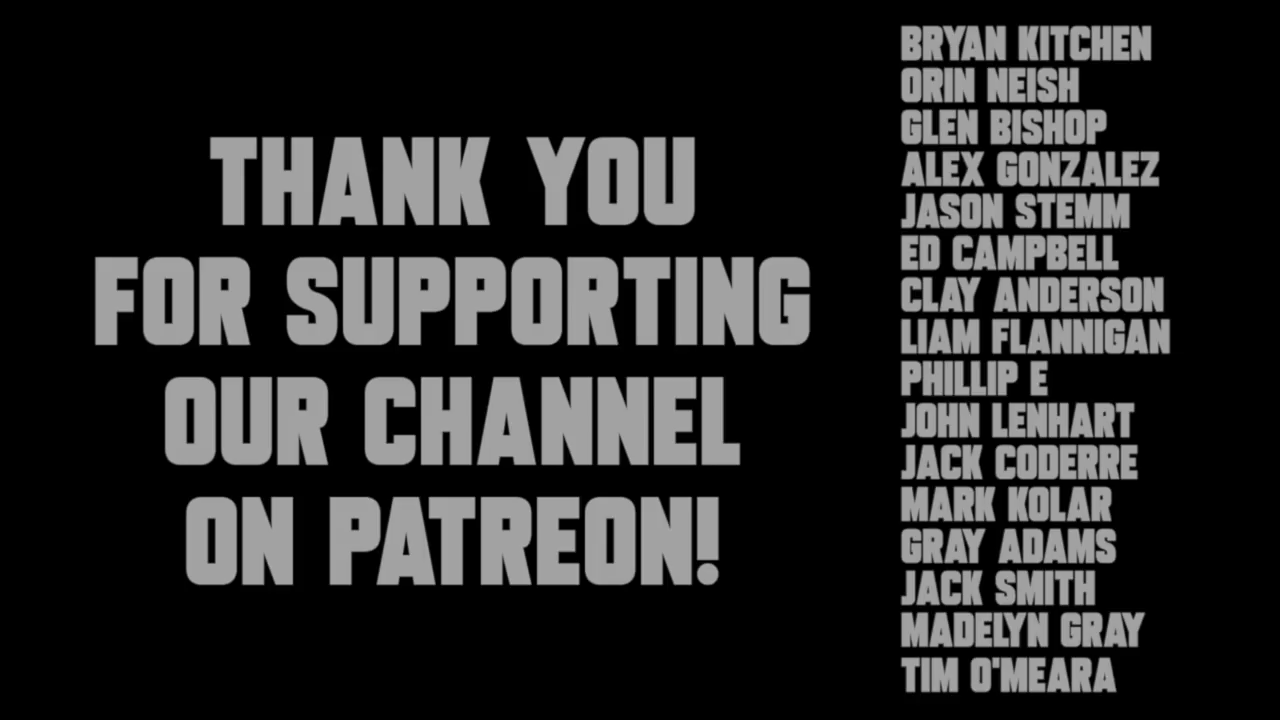 THANK YOU
FOR SUPPORTING
OUR CHANNEL
ON PATREON!
BRYAN KITCHEN
ORIN NEISH
GLEN BISHOP
ALEX GONZALEZ
JASON STEMM
ED CAMPBELL
CLAY ANDERSON
LIAM FLANNIGAN
PHILLIP E
JOHN LENHART
JACK CODERRE
MARK KOLAR
GRAY ADAMS
JACK SMITH
MADELYN GRAY
TIM O'MEARA